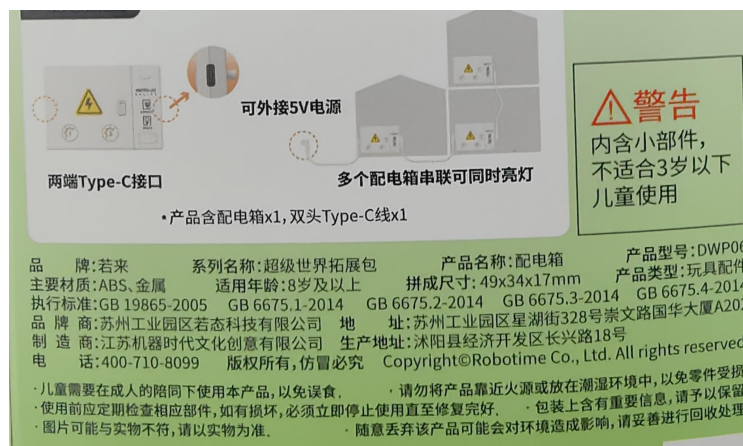 可外接5V电源
两端Type-C接口
多个配电箱串联可同时亮灯
•产品含配电箱x1,双头Type-C线x1
警告
内含小部件,
不适合3岁以下
儿童使用
品 牌:若来 系列名称:超级世界拓展包 产品名称:配电箱 产品型号:DWP06
主要材质:ABS、金属 适用年龄:8岁及以上 拼成尺寸:49x34x17mm 产品类型:玩具配件
执行标准:GB 19865-2005 GB 6675.1-2014 GB 6675.2-2014 GB 6675.3-2014 GB 6675.4-2014
品 牌 商:苏州工业园区若态科技有限公司 地 址:苏州工业园区星湖街328号崇文路国华大厦A20
制 造 商:江苏机器时代文化创意有限公司 生产地址:沭阳县经济开发区长兴路18号
电 话:400-710-8099 版权所有,仿冒必究 Copyright©Robotime Co., Ltd. All rights reserved
·儿童需要在成人的陪同下使用本产品,以免误食. ·请勿将产品靠近火源或放在潮湿环境中,以免零件受损
·使用前应定期检查相应部件,如有损坏,必须立即停止使用直至修复完好. ·包装上含有重要信息,请予以保留
·图片可能与实物不符,请以实物为准. ·随意丢弃该产品可能会对环境造成影响,请妥善进行回收处理